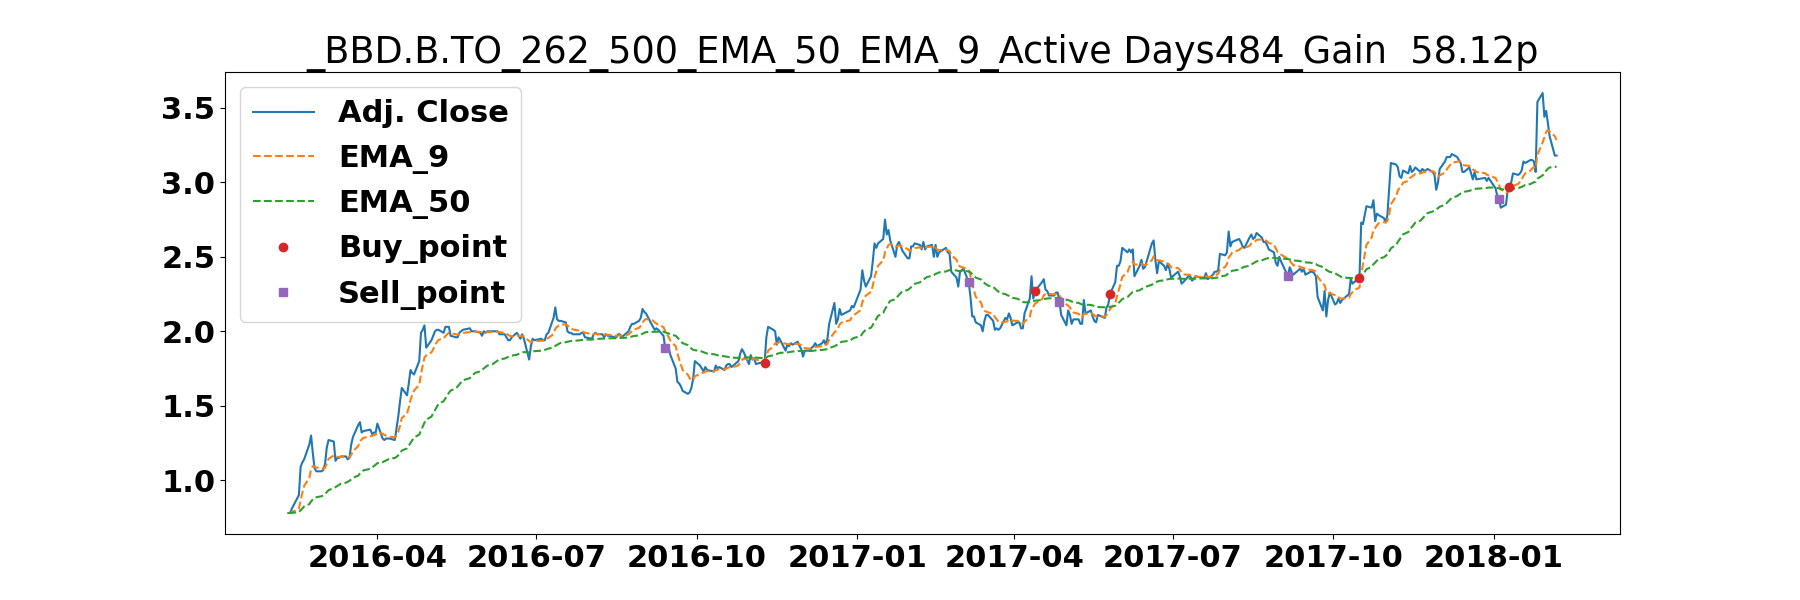 _BBD.B.TO_262_500_EMA_50_EMA_9_Active Days484_Gain  58.12p
Adj. Close
EMA_9
EMA_50
Buy_point
Sell_point
3.5
3.0
2.5
2.0
1.5
1.0
2016-04
2016-07
2016-10
2017-01
2017-04
2017-07
2017-10
2018-01